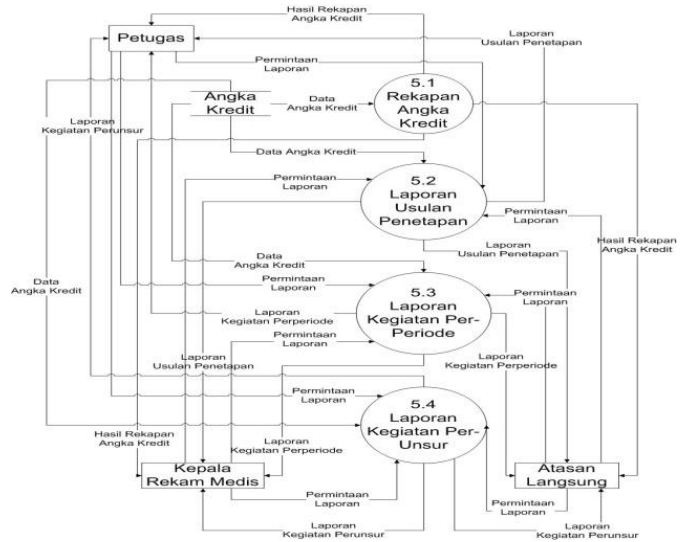 Hasil Rekapan
Angka Kredit
Laporan
Usulan Penetapan
Petugas
Permintaan
Laporan
5.1
Rekapan
Angka
Kredit
Angka
Kredit
Data
Angka Kredit
Laporan
Kegiatan Perunsur
Data Angka Kredit
5.2
Laporan
Usulan
Penetapan
Permintaan
Laporan
Permintaan
Laporan
Hasil Rekapan
Angka Kredit
Laporan
Usulan Penetapan
Data
Angka Kredit
Data
Angka Kredit
Permintaan
Laporan
5.3
Laporan
Kegiatan Per-
Periode
Permintaan
Laporan
Laporan
Kegiatan Perperiode
Permintaan
Laporan
Laporan
Usulan Penetapan
Laporan
Kegiatan Perperiode
Permintaan
Laporan
5.4
Laporan
Kegiatan Per-
Unsur
Hasil Rekapan
Angka Kredit
Laporan
Kegiatan Perperiode
Kepala
Rekam Medis
Atasan
Langsung
Permintaan
Laporan
Permintaan
Laporan
Laporan
Kegiatan Perunsur
Laporan
Kegiatan Perunsur